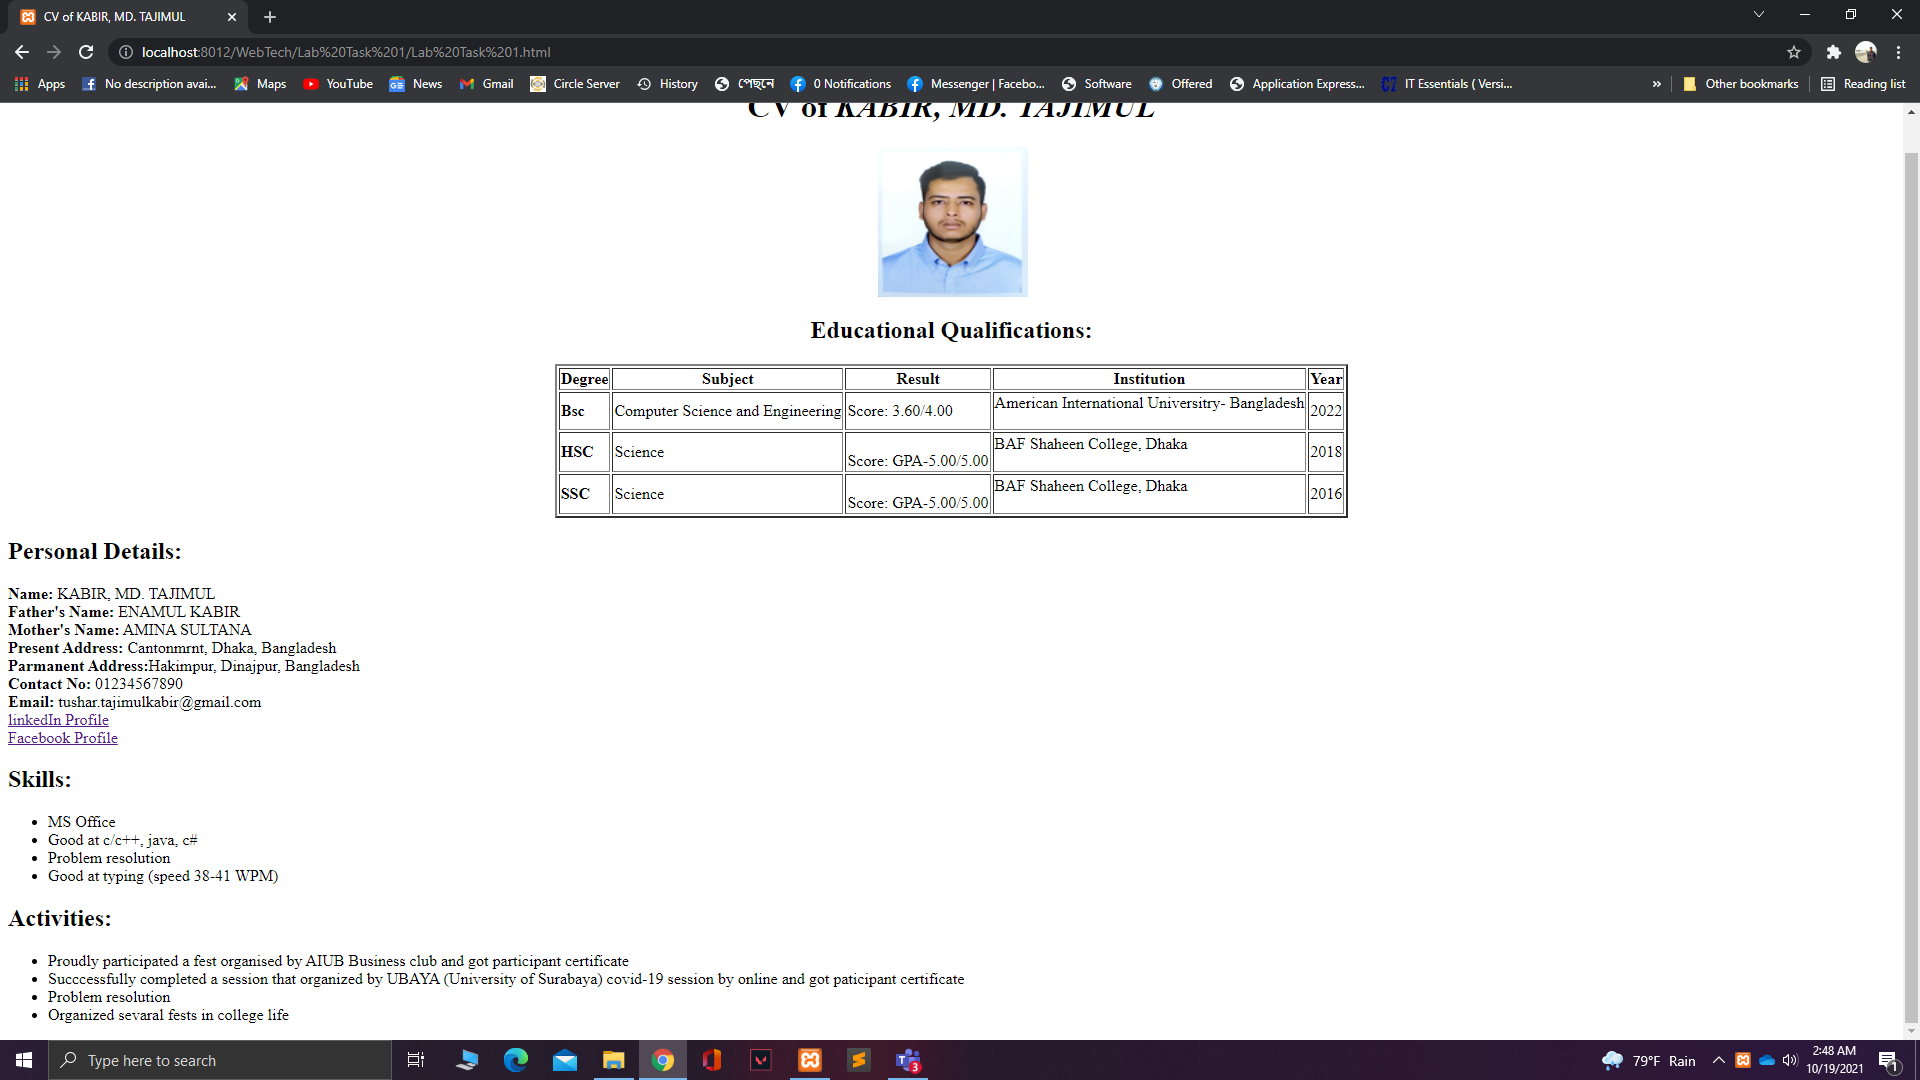 CV of KABIR, MD. TAJIMUL
localhost:8012/WebTech/Lab%20Task%201/Lab%20Task%201.html
Apps No description avai... Maps YouTube News Gmail Circle Server History পেছনে 0 Notifications Messenger | Facebo... Software Offered Application Express... IT Essentials ( Versi... » Other bookmarks Reading list
CV of KABIR, MD. TAJIMUL
Educational Qualifications:
Degree Subject Result Institution Year
Bsc Computer Science and Engineering Score: 3.60/4.00 American International Universitry- Bangladesh 2022
HSC Science Score: GPA-5.00/5.00 BAF Shaheen College, Dhaka 2018
SSC Science Score: GPA-5.00/5.00 BAF Shaheen College, Dhaka 2016
Personal Details:
Name: KABIR, MD. TAJIMUL
Father's Name: ENAMUL KABIR
Mother's Name: AMINA SULTANA
Present Address: Cantonmrnt, Dhaka, Bangladesh
Parmanent Address:Hakimpur, Dinajpur, Bangladesh
Contact No: 01234567890
Email: tushar.tajimulkabir@gmail.com
linkedIn Profile
Facebook Profile
Skills:
• MS Office
• Good at c/c++, java, c#
• Problem resolution
• Good at typing (speed 38-41 WPM)
Activities:
• Proudly participated a fest organised by AIUB Business club and got participant certificate
• Succcessfully completed a session that organized by UBAYA (University of Surabaya) covid-19 session by online and got paticipant certificate
• Problem resolution
• Organized sevaral fests in college life
Type here to search
3
79°F Rain
2:48 AM
10/19/2021
1